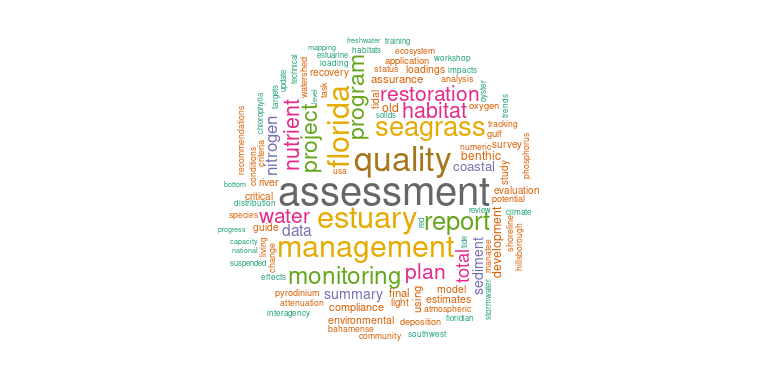 freshwater training
mapping habitats ecosystem
estuarine application workshop
loading status loadings impacts
recovery assurance analysis
technical
update
watershed
task
level
program
targets
restoration
tidal
old habitat oxygen
oyster
trends
solids
chlorophylla
nutrient
project
florida
seagrass tracking
gulf
nitrogen
criteria
conditions
recommendations
numeric survey
quality benthic
phosphorus
study
usa
coastal
river
bottom
assessment evaluation
critical potential
distribution
species water estuary report review climate
red
progress guide data
shoreline
hillsborough
development
capacity
national
living
change
management
tide
suspended
total
sediment
manatee
effects monitoring plan
stormwater
pyrodinium summary final using model
attenuation compliance light estimates
interagency atmospheric
environmental deposition floridian
bahamense southwest
community